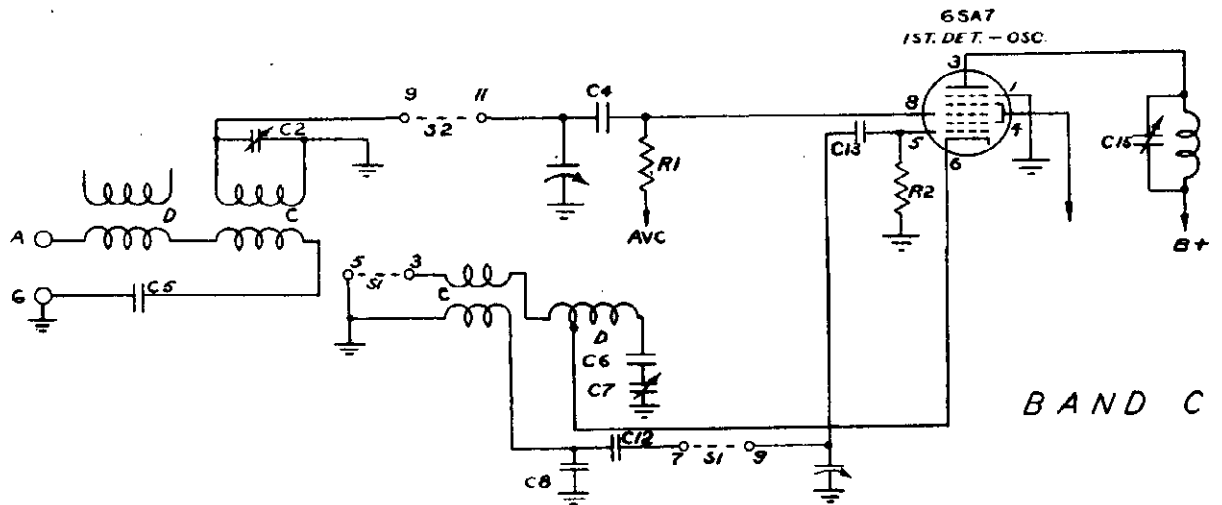 6SA7
1ST. DET. - OSC.
3
1
8
4
5
6
9
11
S2
C4
C2
C13
C15
R1
R2
D
C
A
AVC
B+
G
C5
5
3
S1
C
D
C6
C7
C12
7
S1
9
C8
BAND C